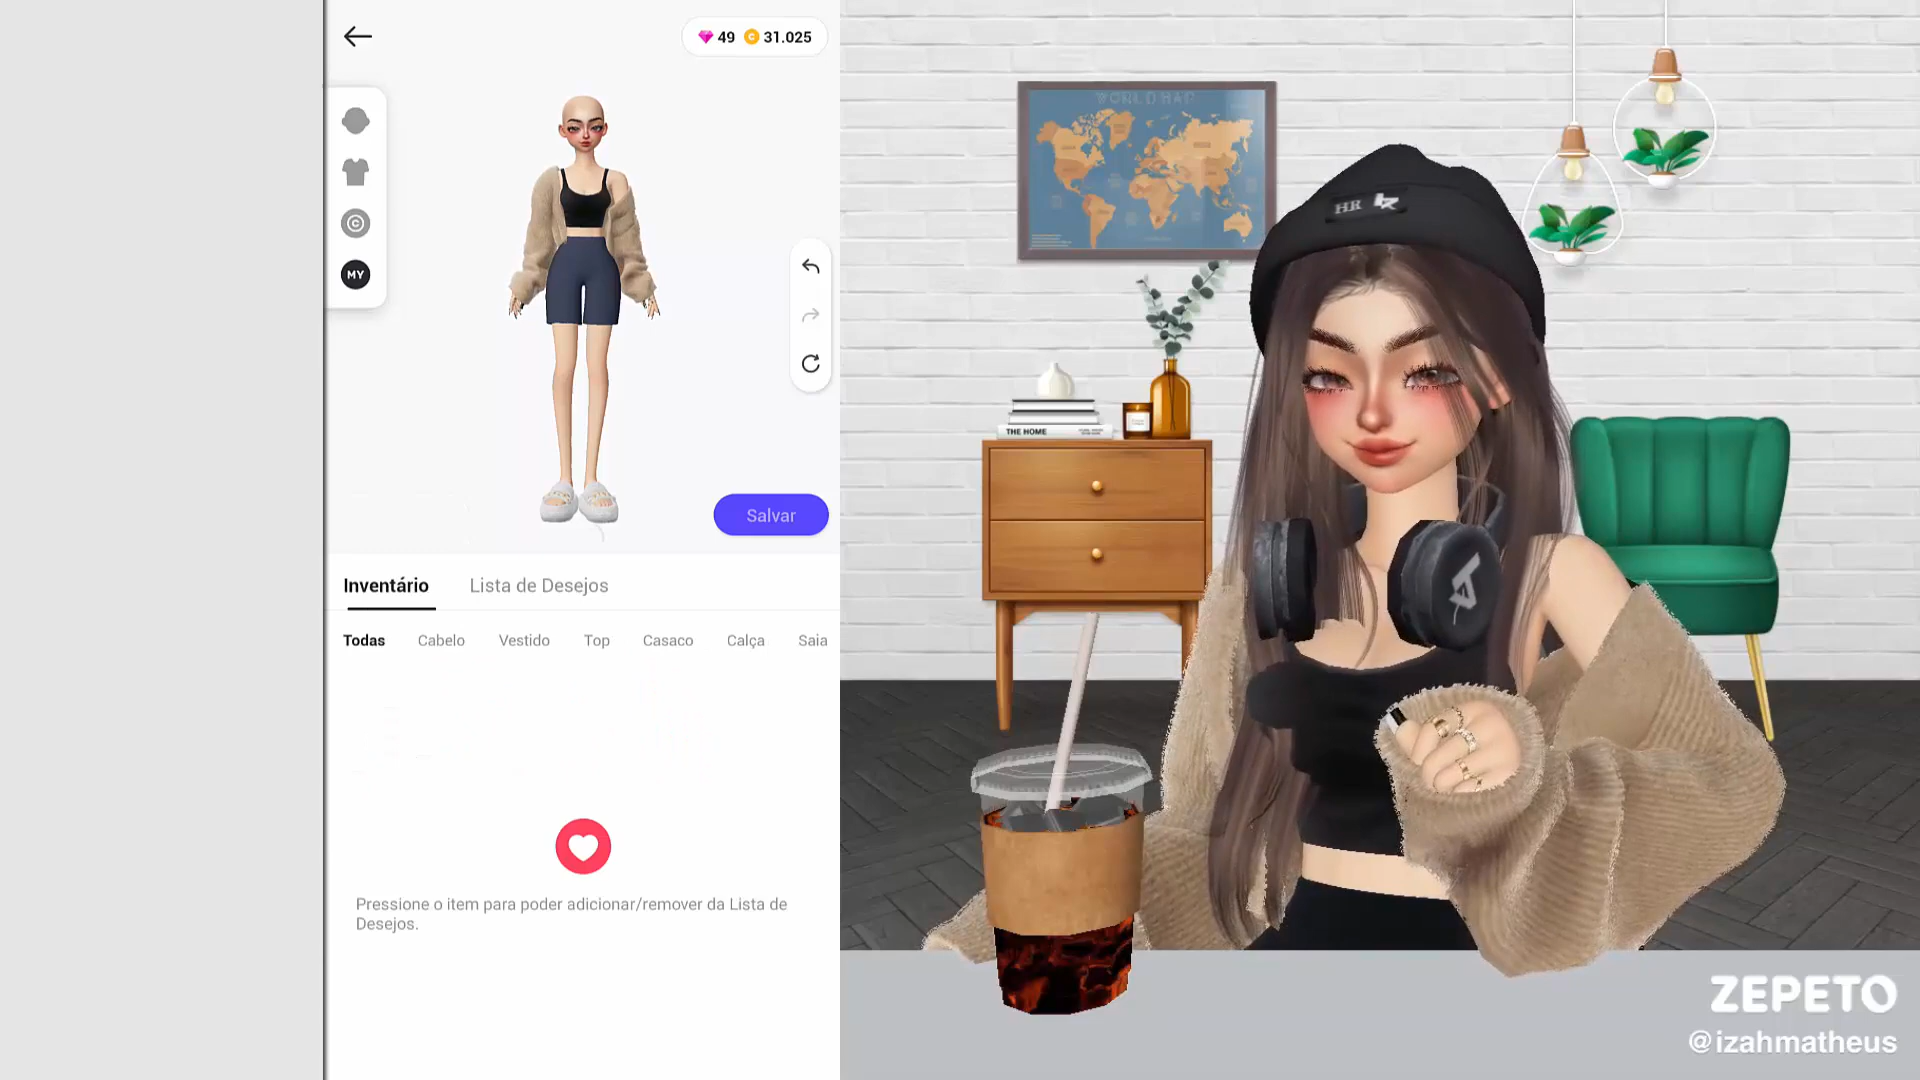 49 31.025
MY
Salvar
Inventário Lista de Desejos
Todas Cabelo Vestido Top Casaco Calça Saia
Pressione o item para poder adicionar/remover da Lista de
Desejos.
WORLD MAP
THE HOME
HR
ZEPETO
@izahmatheus